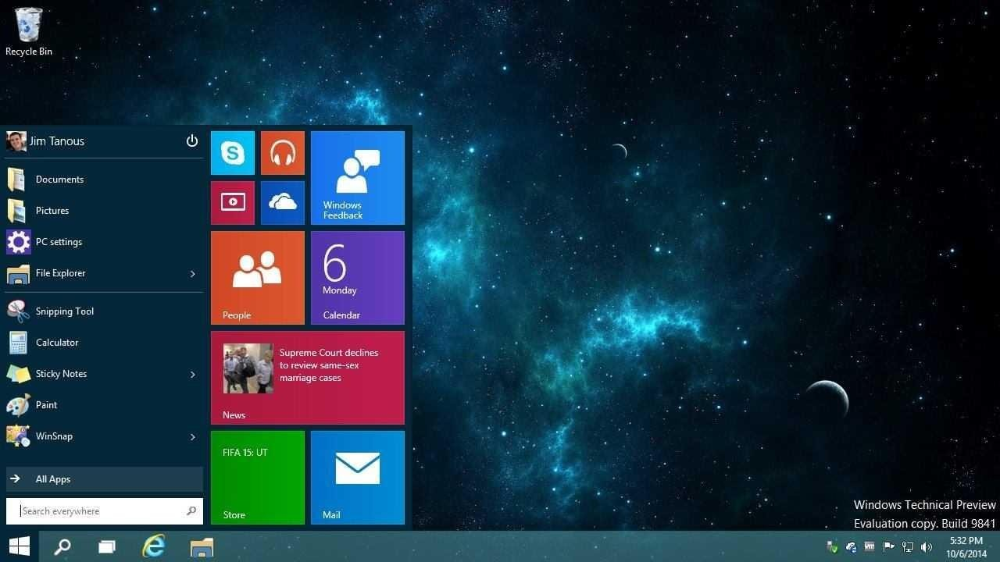 Recycle Bin
Jim Tanous
Documents
Pictures
PC settings
File Explorer
Snipping Tool
Calculator
Sticky Notes
Paint
WinSnap
All Apps
Search everywhere
S
Windows
Feedback
People
6
Monday
Calendar
Supreme Court declines
to review same-sex
marriage cases
News
FIFA 15: UT
Store
Mail
Windows Technical Preview
Evaluation copy. Build 9841
5:32 PM
10/6/2014